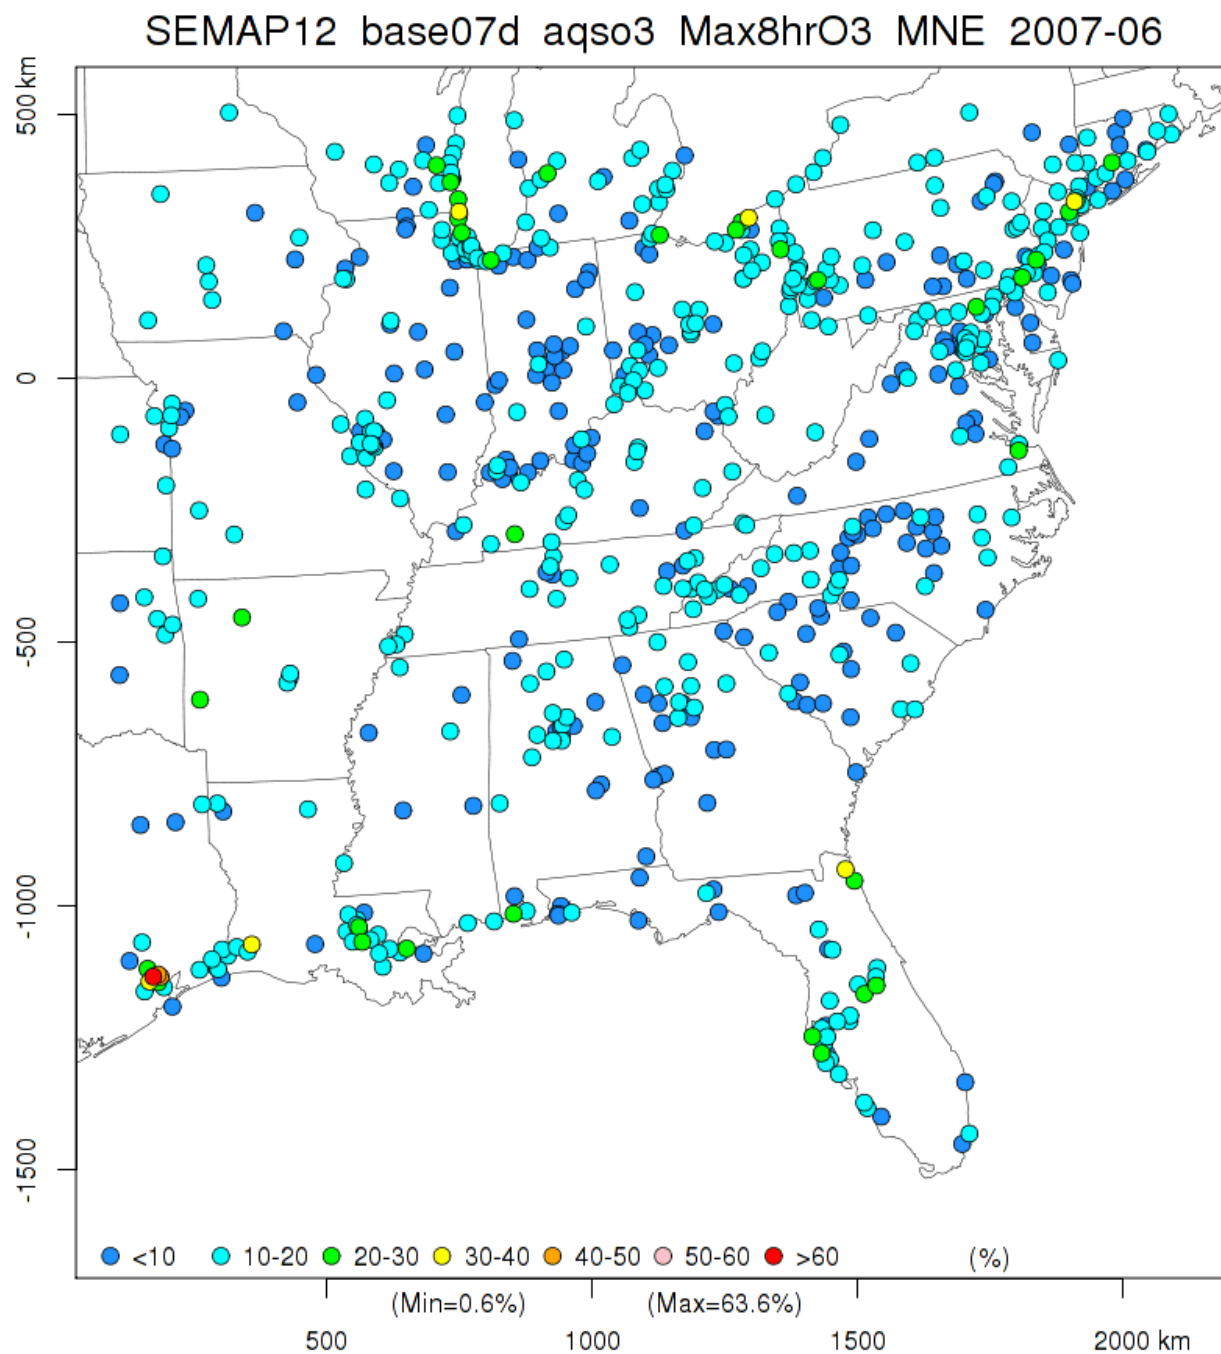 SEMAP12 base07d aqso3 Max8hrO3 MNE 2007-06
500 km
0
-500
-1000
-1500
<10 10-20 20-30 30-40 40-50 50-60 >60 (%)
(Min=0.6%) (Max=63.6%)
500 1000 1500 2000 km